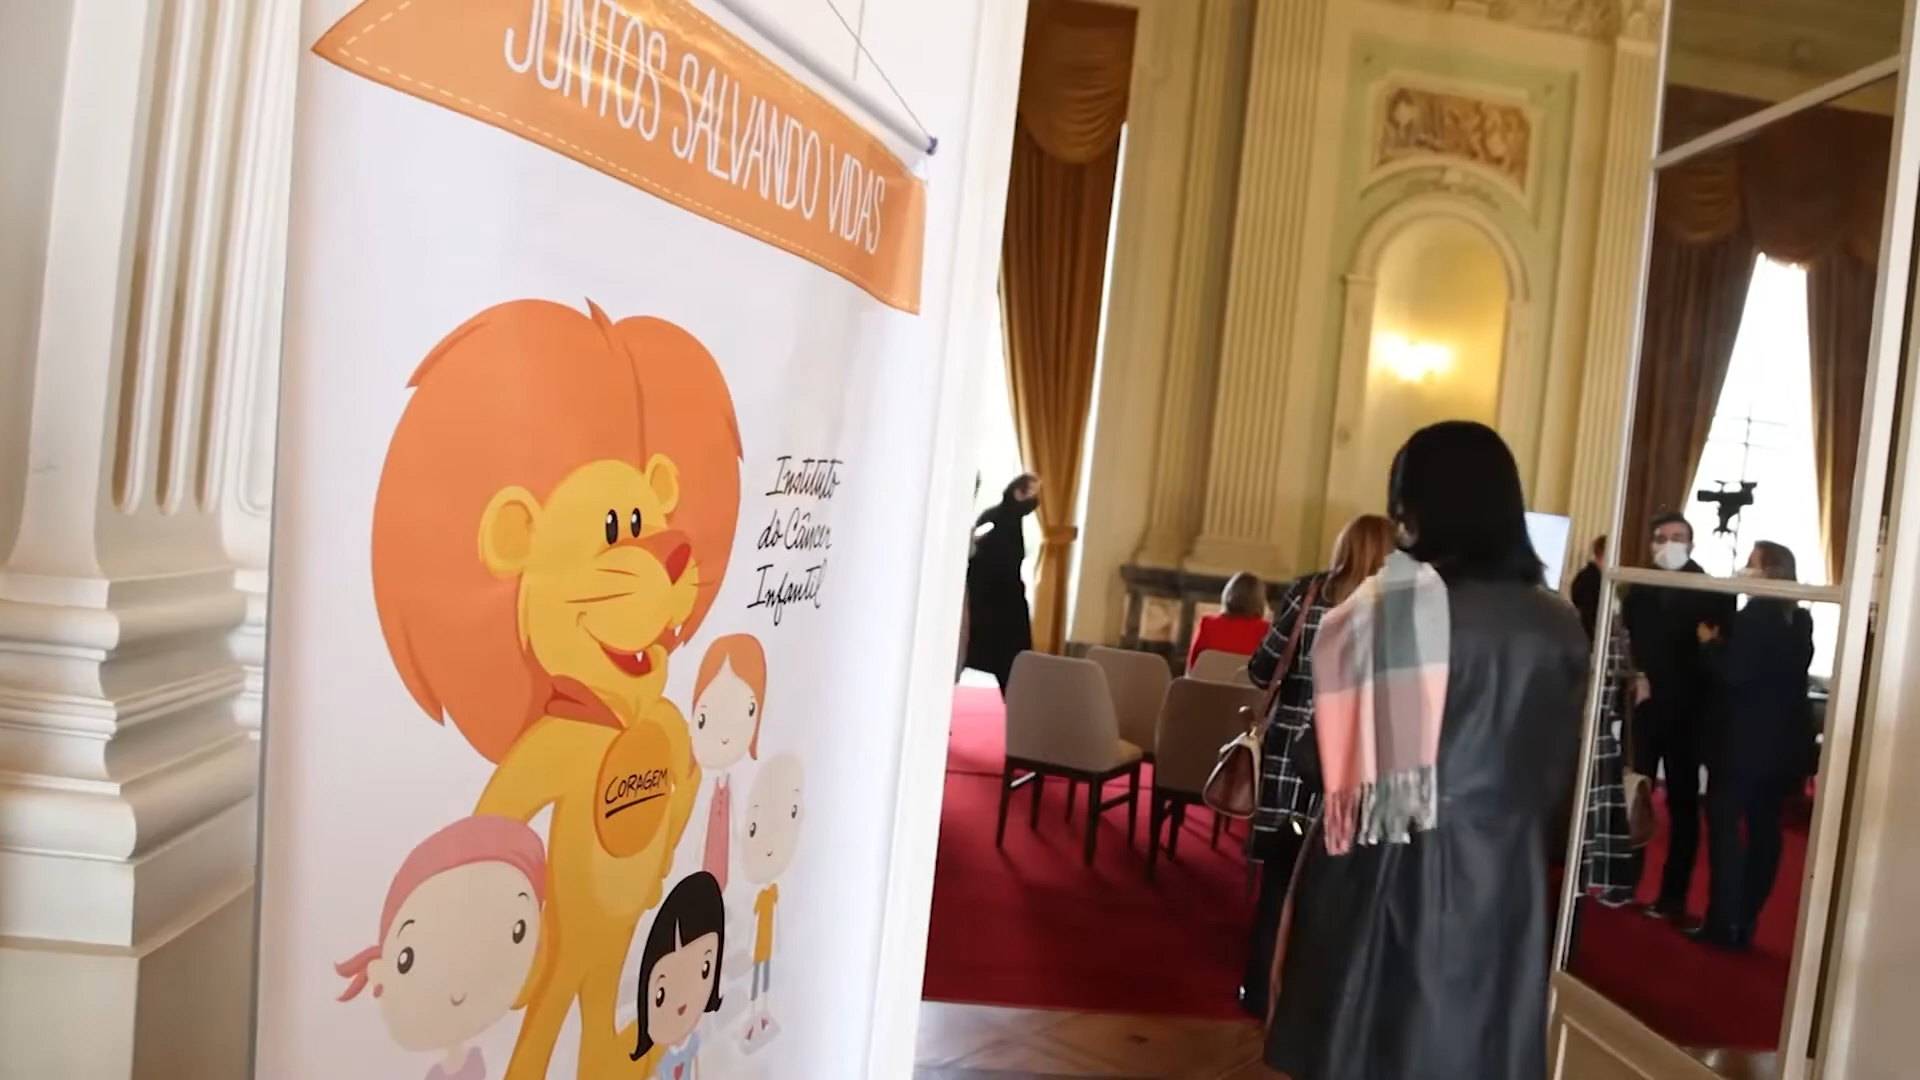 JUNTOS SALVANDO VIDAS
Instituto
do Câncer
Infantil
CORAGEM